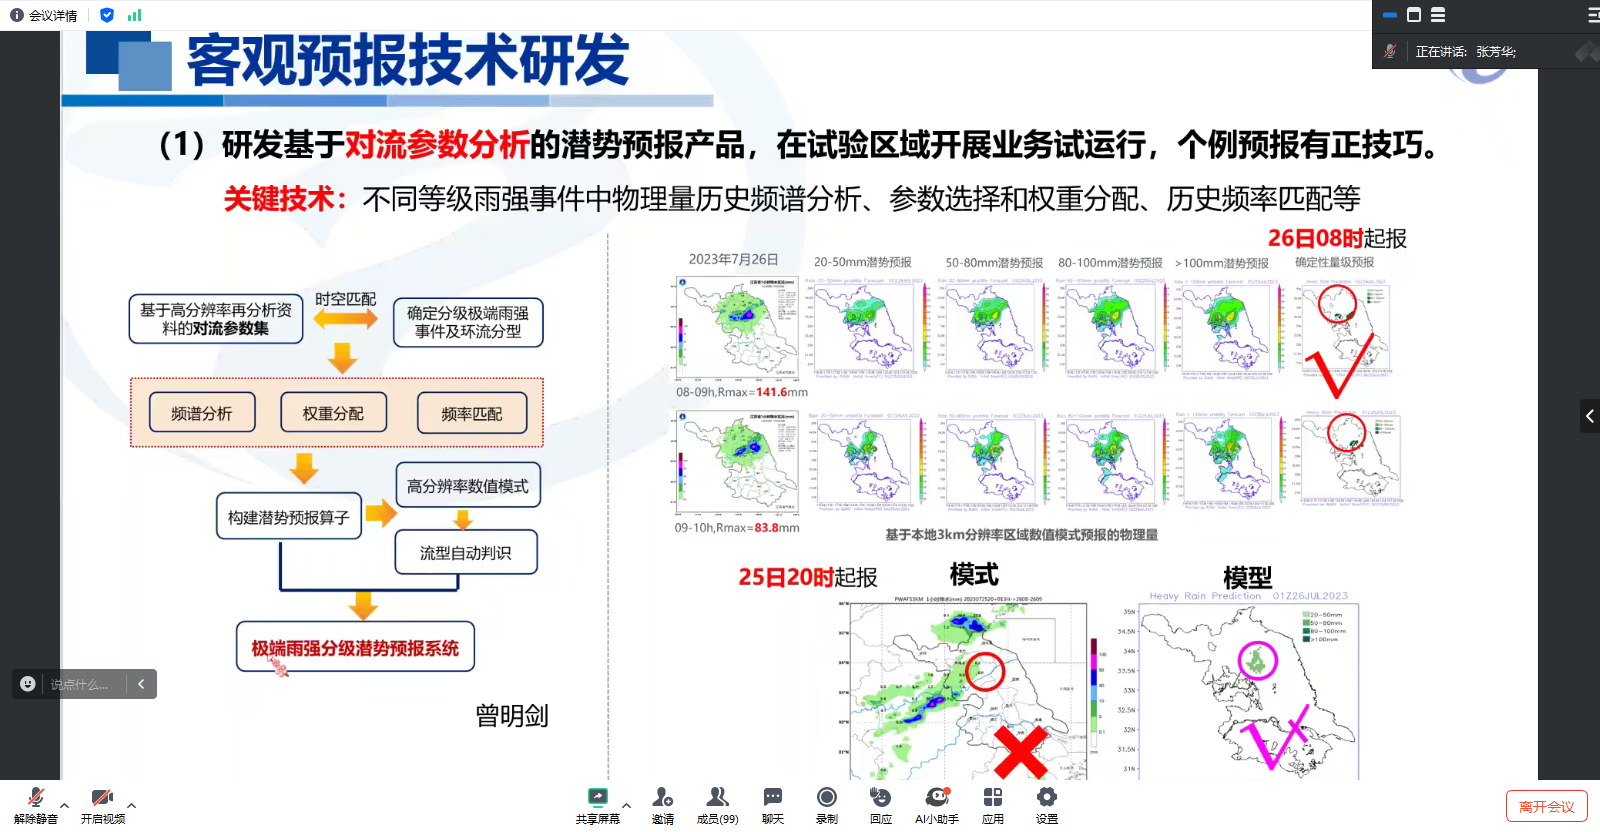 会议详情
正在讲话: 张芳华;
客观预报技术研发
（1）研发基于对流参数分析的潜势预报产品，在试验区域开展业务试运行，个例预报有正技巧。
关键技术：不同等级雨强事件中物理量历史频谱分析、参数选择和权重分配、历史频率匹配等
26日08时起报
2023年7月26日
20-50mm潜势预报
50-80mm潜势预报
80-100mm潜势预报
>100mm潜势预报
确定性量级预报
基于高分辨率再分析资
料的对流参数集
时空匹配
确定分级极端雨强
事件及环流分型
频谱分析
权重分配
频率匹配
08-09h,Rmax=141.6mm
构建潜势预报算子
高分辨率数值模式
流型自动判识
极端雨强分级潜势预报系统
曾明剑
09-10h,Rmax=83.8mm
基于本地3km分辨率区域数值模式预报的物理量
25日20时起报
模式
模型
Heavy Rain Prediction 01Z26JUL2023
20-50mm
50-80mm
80-100mm
>100mm
35N
34.5N
34N
33.5N
33N
32.5N
32N
31.5N
31N
说点什么...
解除静音
开启视频
共享屏幕
邀请
成员(99)
聊天
录制
回应
AI小助手
应用
设置
离开会议